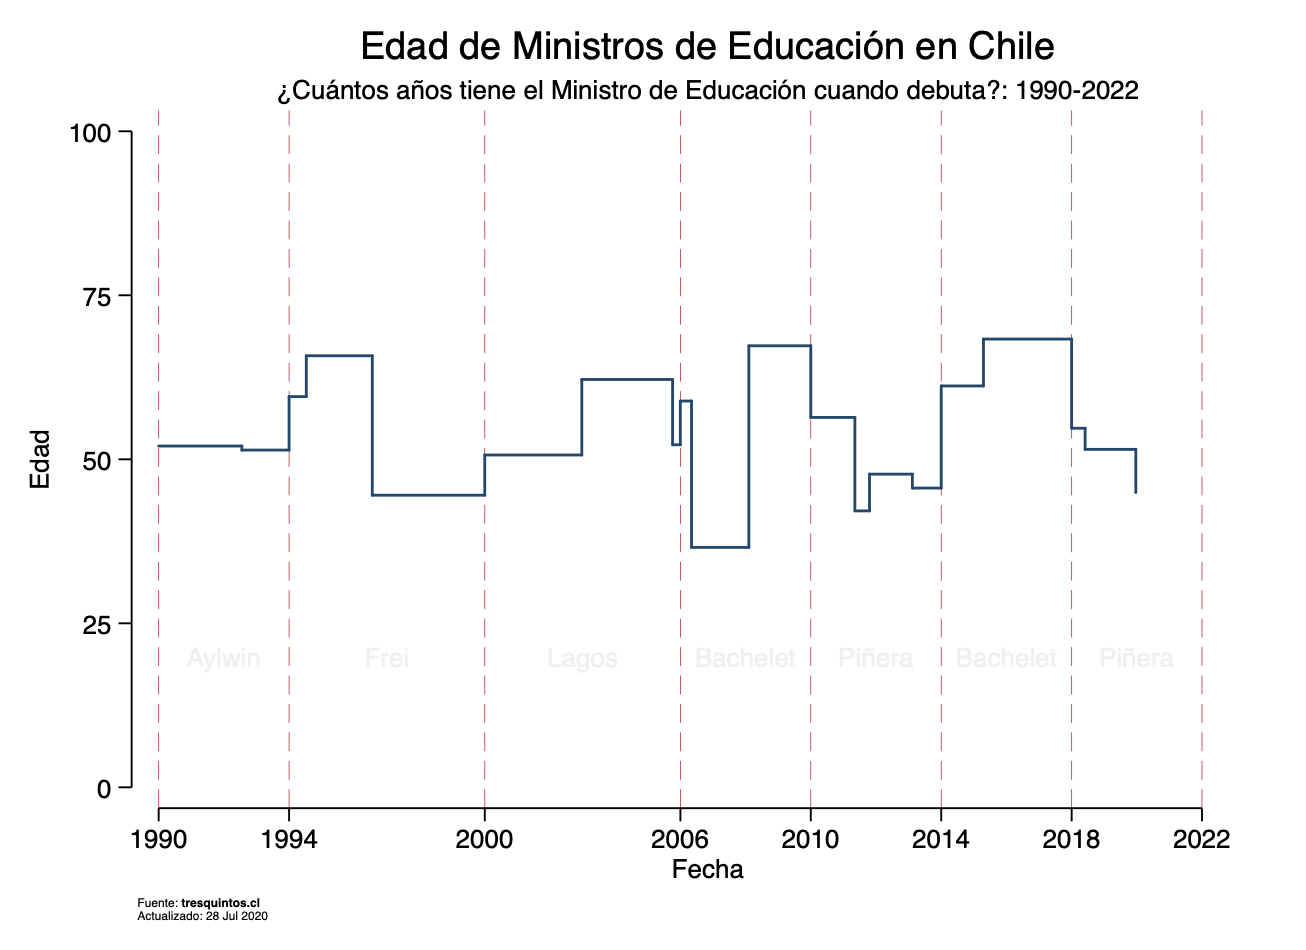 Edad de Ministros de Educación en Chile
¿Cuántos años tiene el Ministro de Educación cuando debuta?: 1990-2022
100
75
50
25
0
Edad
Aylwin Frei Lagos Bachelet Piñera Bachelet Piñera
1990 1994 2000 2006 2010 2014 2018 2022
Fecha
Fuente: tresquintos.cl
Actualizado: 28 Jul 2020